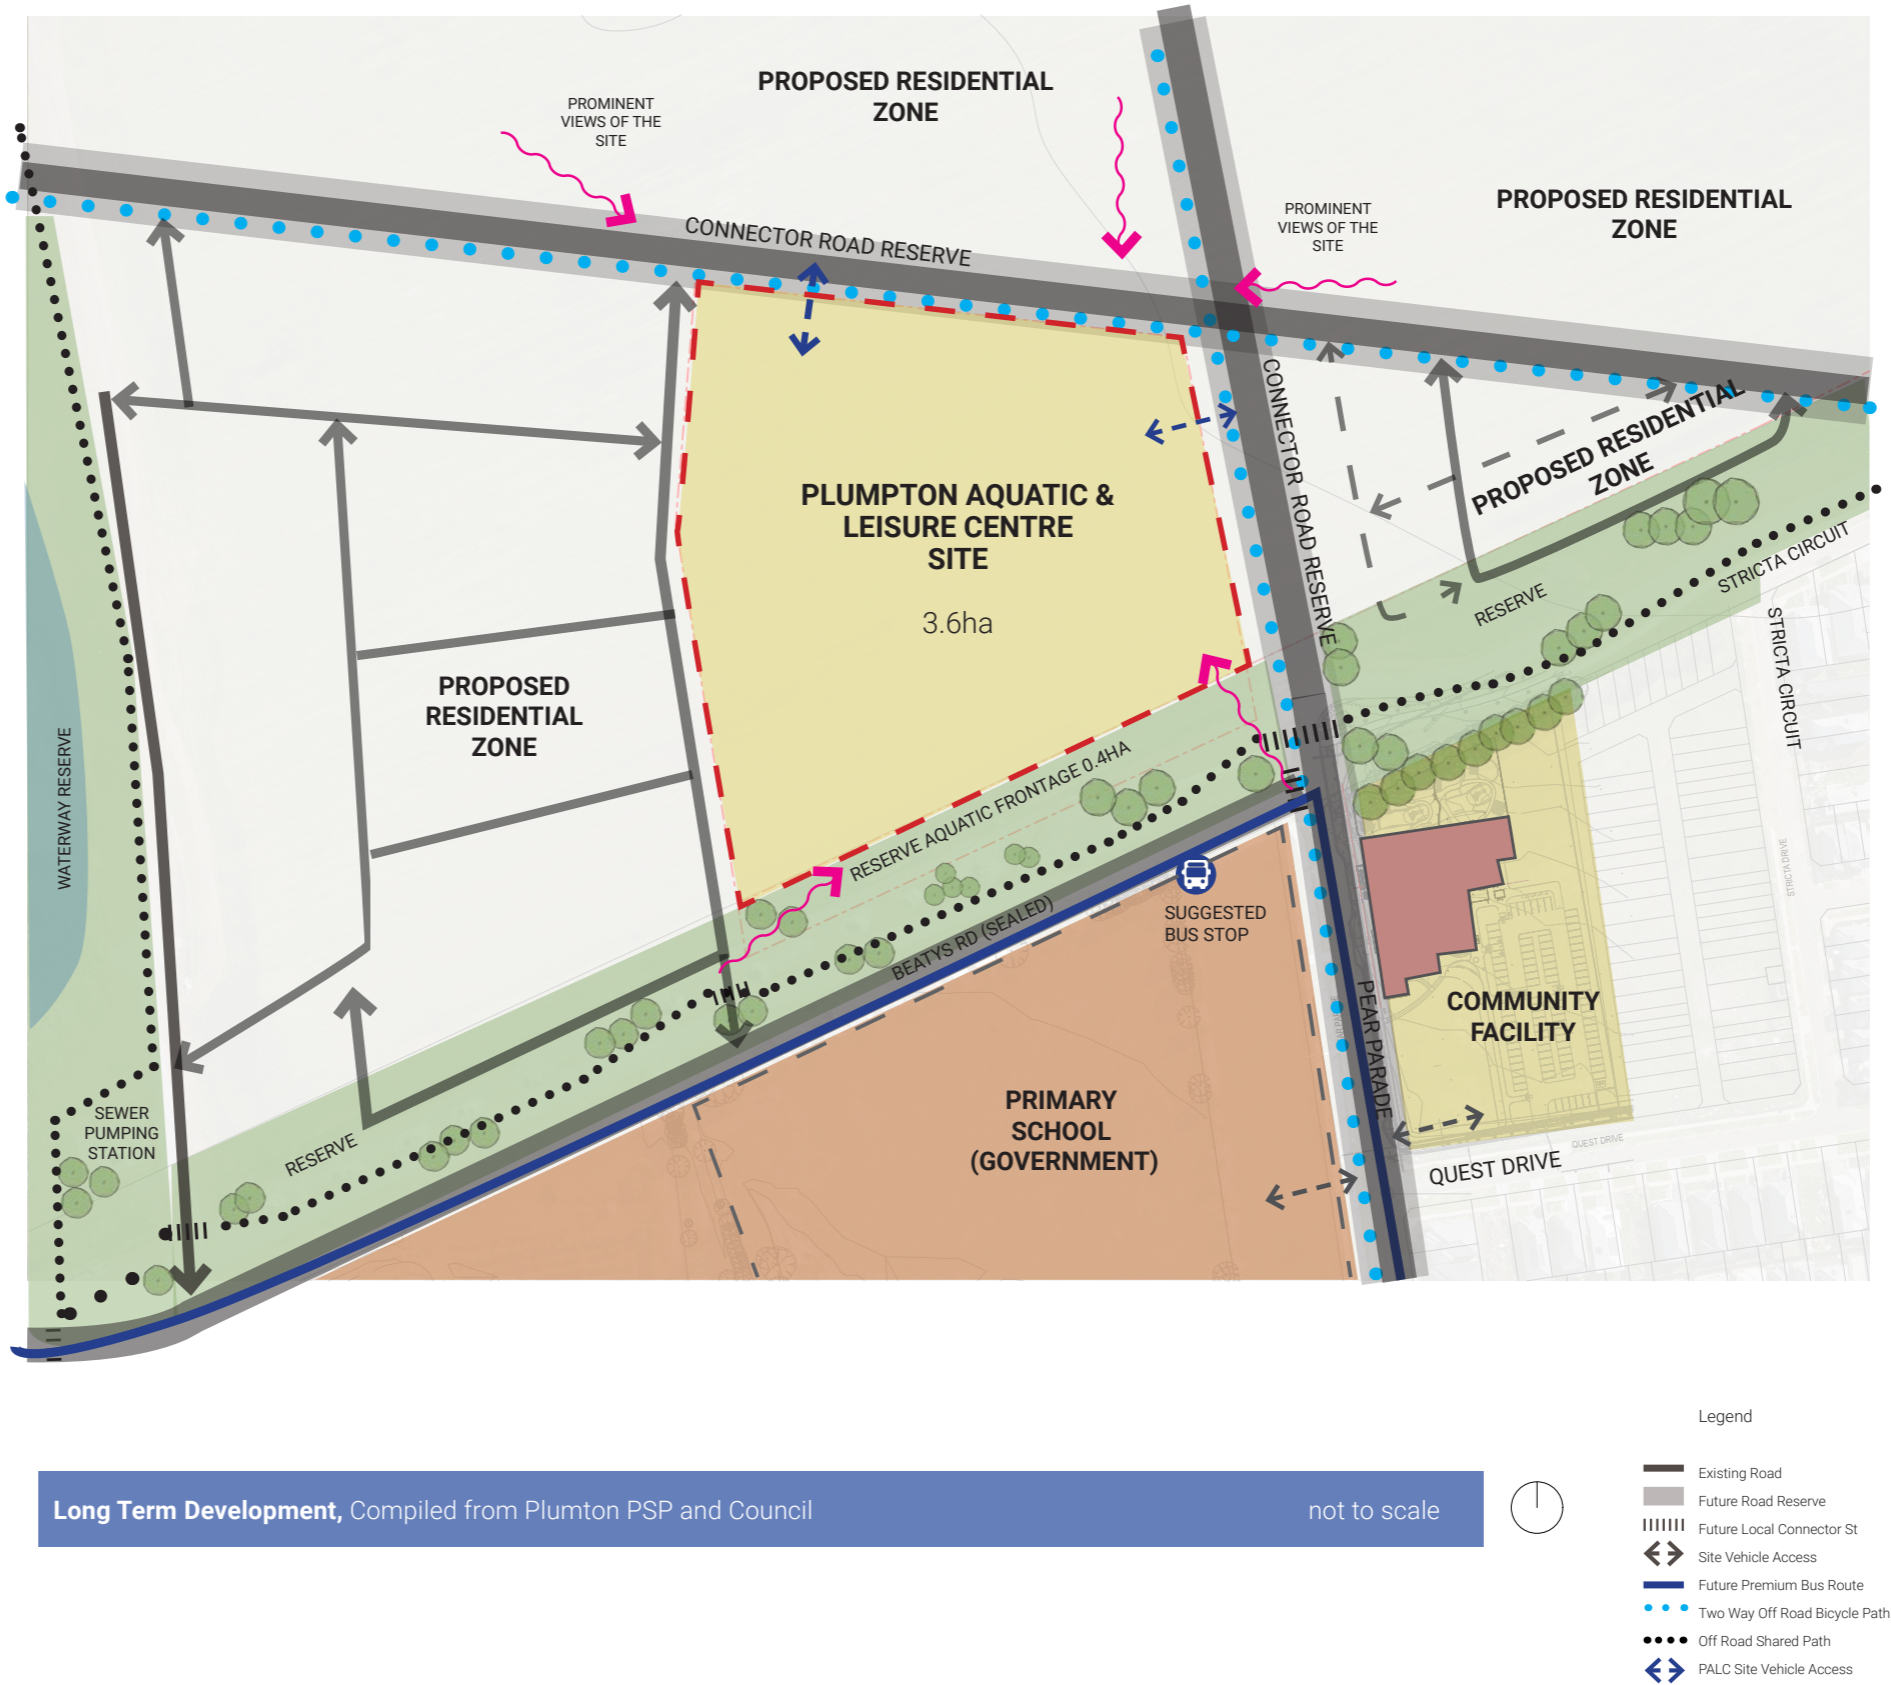 PROPOSED RESIDENTIAL
ZONE
PROMINENT
VIEWS OF THE
SITE
PROPOSED RESIDENTIAL
ZONE
PROMINENT
VIEWS OF THE
SITE
CONNECTOR ROAD RESERVE
CONNECTOR ROAD RESERVE
PROPOSED RESIDENTIAL
ZONE
PLUMPTON AQUATIC &
LEISURE CENTRE
SITE
3.6ha
RESERVE
STRICTA CIRCUIT
STRICTA CIRCUIT
STRICTA DRIVE
PROPOSED
RESIDENTIAL
ZONE
WATERWAY RESERVE
RESERVE AQUATIC FRONTAGE 0.4HA
BEATYS RD (SEALED)
SUGGESTED
BUS STOP
PEAR PARADE
COMMUNITY
FACILITY
PRIMARY
SCHOOL
(GOVERNMENT)
SEWER
PUMPING
STATION
RESERVE
QUEST DRIVE
QUEST DRIVE
Legend
Existing Road
Future Road Reserve
Future Local Connector St
Site Vehicle Access
Future Premium Bus Route
Two Way Off Road Bicycle Path
Off Road Shared Path
PALC Site Vehicle Access
Long Term Development, Compiled from Plumton PSP and Council
not to scale